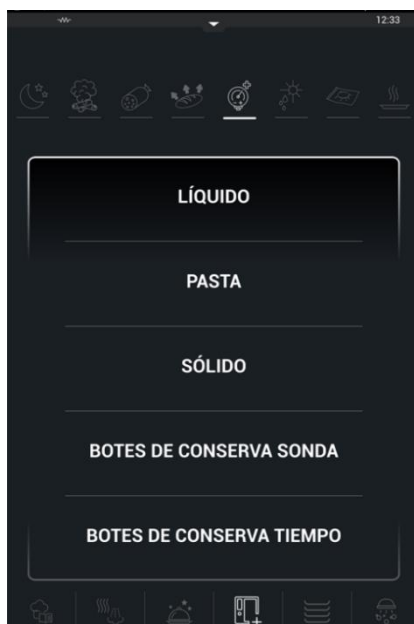 12:33
LÍQUIDO
PASTA
SÓLIDO
BOTES DE CONSERVA SONDA
BOTES DE CONSERVA TIEMPO